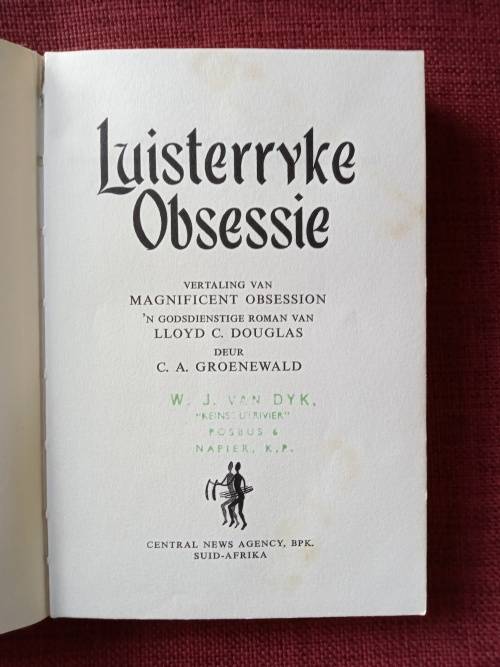 Luisterryke
Obsessie
VERTALING VAN
MAGNIFICENT OBSESSION
'N GODSDIENSTIGE ROMAN VAN
LLOYD C. DOUGLAS
DEUR
C. A. GROENEWALD
W. J. VAN DYK,
POSBUS 6
NAPIER, K.P.
CENTRAL NEWS AGENCY, BPK.
SUID-AFRIKA